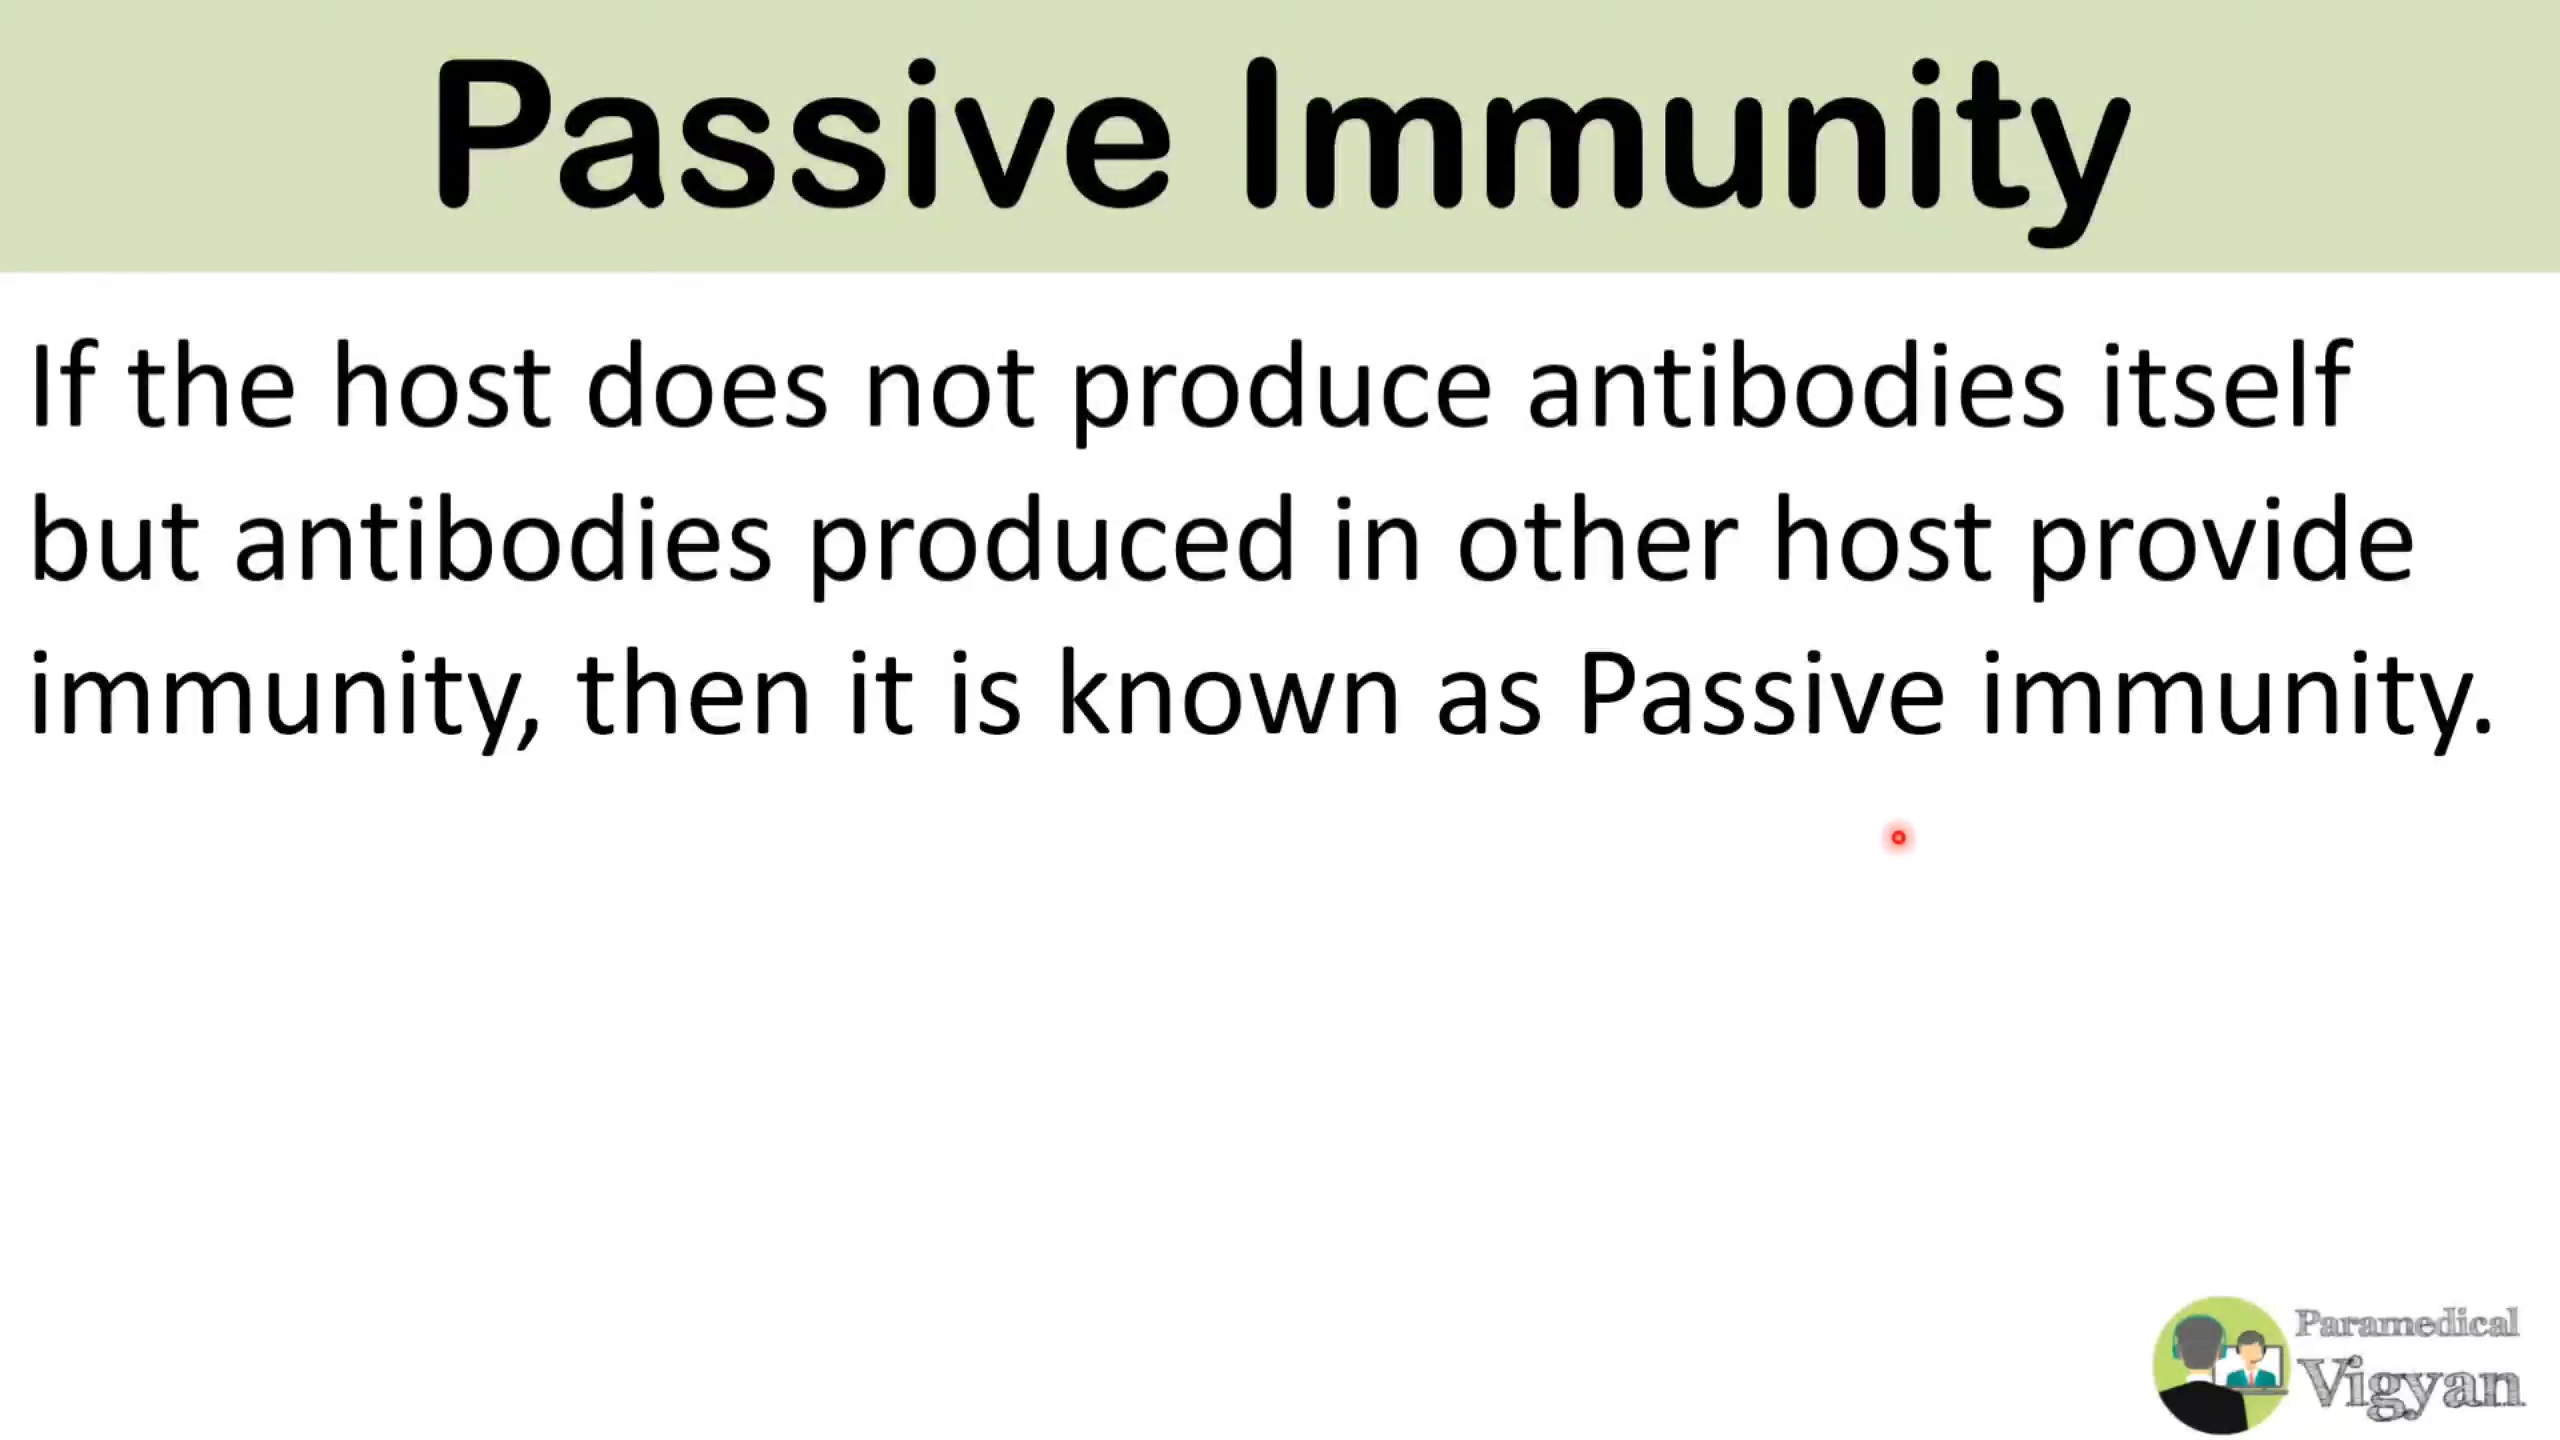 Passive Immunity
If the host does not produce antibodies itself
but antibodies produced in other host provide
immunity, then it is known as Passive immunity.
Paramedical
Vigyan